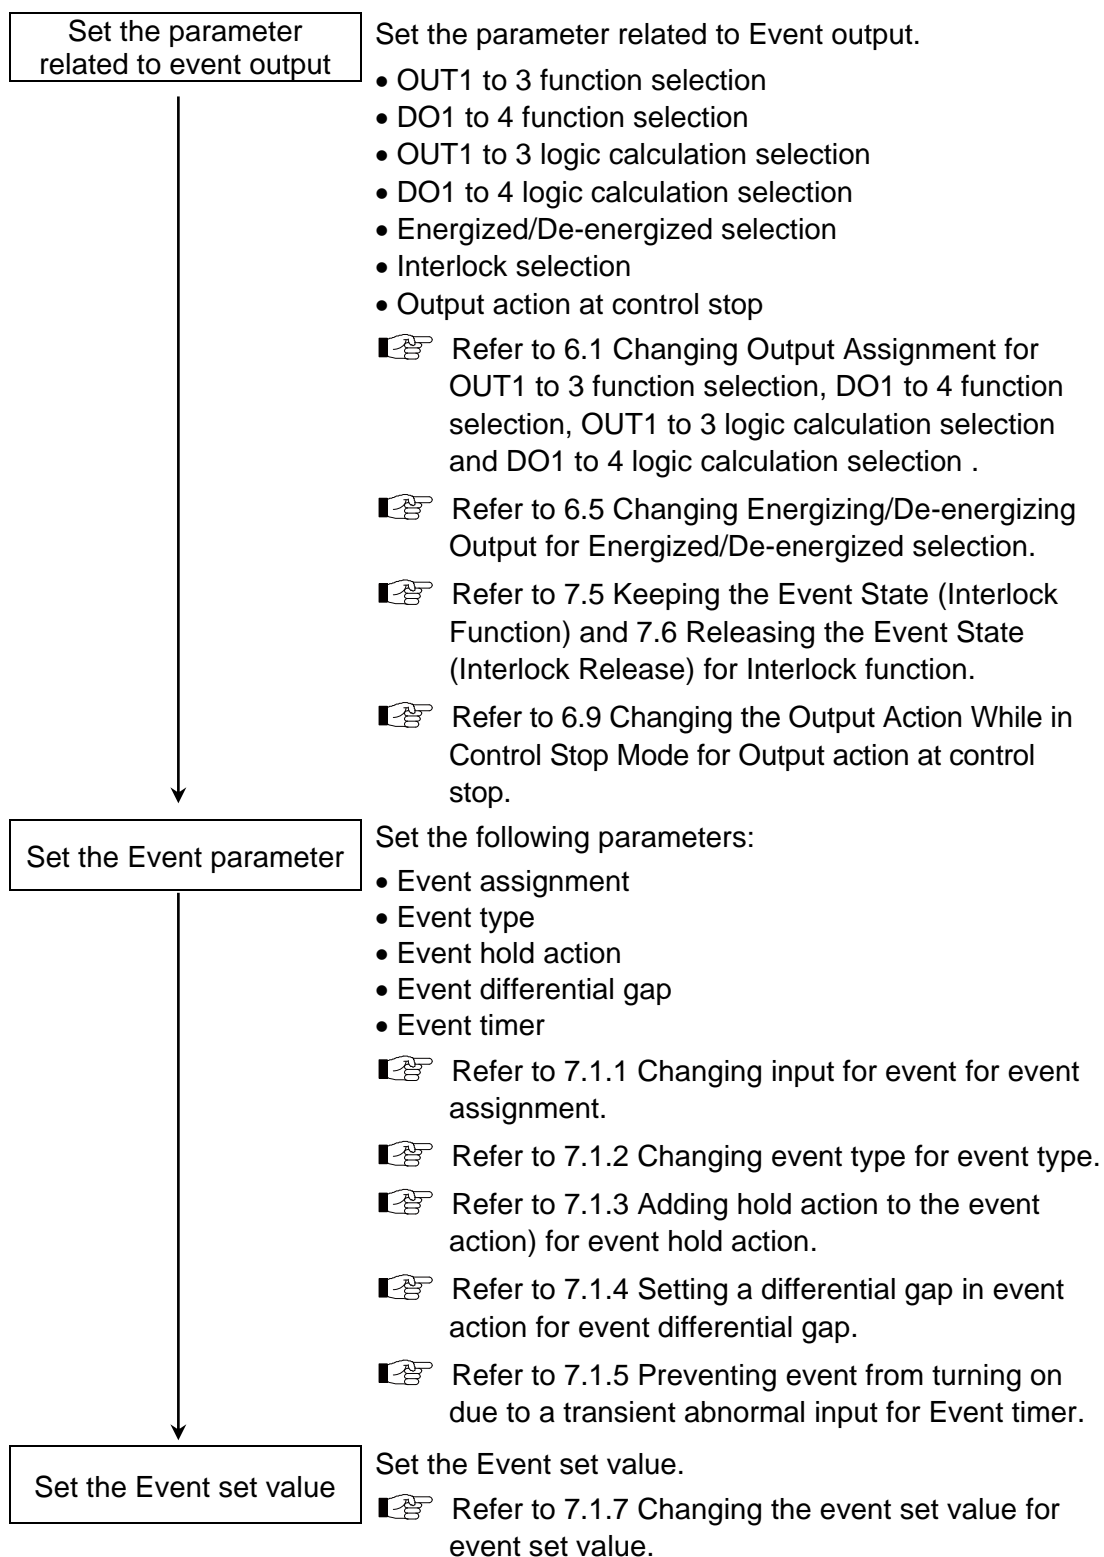 Set the parameter
related to event output
Set the parameter related to Event output.
• OUT1 to 3 function selection
• DO1 to 4 function selection
• OUT1 to 3 logic calculation selection
• DO1 to 4 logic calculation selection
• Energized/De-energized selection
• Interlock selection
• Output action at control stop
Refer to 6.1 Changing Output Assignment for
OUT1 to 3 function selection, DO1 to 4 function
selection, OUT1 to 3 logic calculation selection
and DO1 to 4 logic calculation selection .
Refer to 6.5 Changing Energizing/De-energizing
Output for Energized/De-energized selection.
Refer to 7.5 Keeping the Event State (Interlock
Function) and 7.6 Releasing the Event State
(Interlock Release) for Interlock function.
Refer to 6.9 Changing the Output Action While in
Control Stop Mode for Output action at control
stop.
Set the Event parameter
Set the following parameters:
• Event assignment
• Event type
• Event hold action
• Event differential gap
• Event timer
Refer to 7.1.1 Changing input for event for event
assignment.
Refer to 7.1.2 Changing event type for event type.
Refer to 7.1.3 Adding hold action to the event
action) for event hold action.
Refer to 7.1.4 Setting a differential gap in event
action for event differential gap.
Refer to 7.1.5 Preventing event from turning on
due to a transient abnormal input for Event timer.
Set the Event set value
Set the Event set value.
Refer to 7.1.7 Changing the event set value for
event set value.